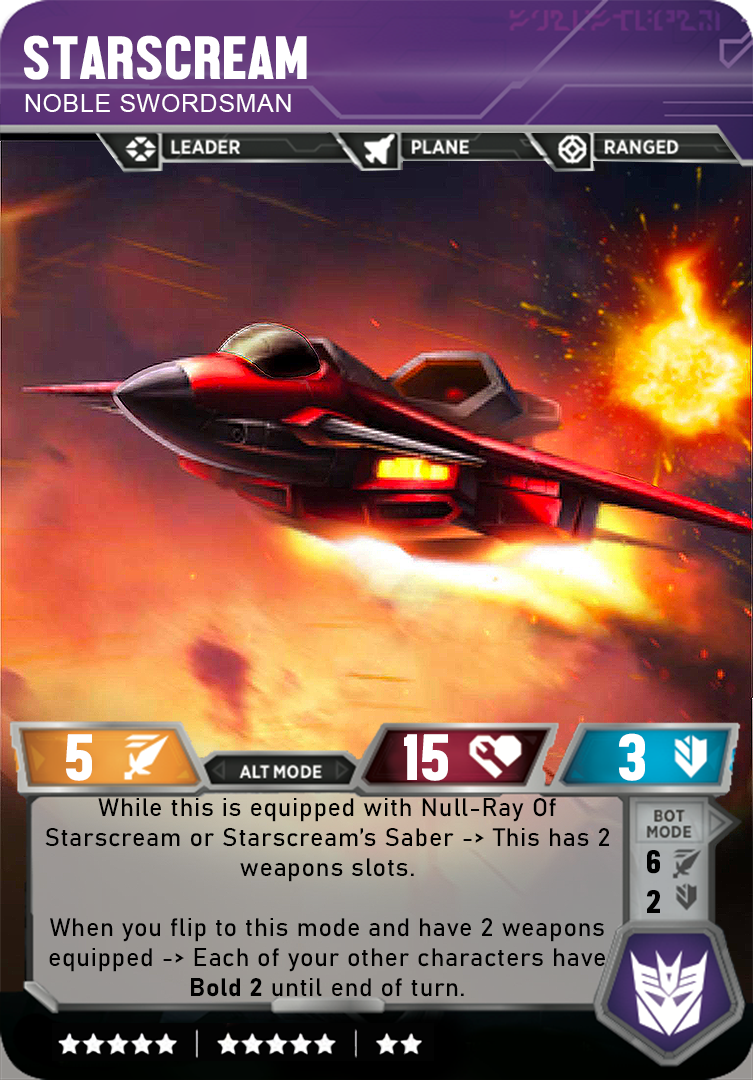 STARSCREAM
NOBLE SWORDSMAN
LEADER PLANE RANGED
5 ALT MODE 15 3
While this is equipped with Null-Ray Of
Starscream or Starscream's Saber -> This has 2
weapons slots.
When you flip to this mode and have 2 weapons
equipped -> Each of your other characters have
Bold 2 until end of turn.
BOT
MODE
6
2